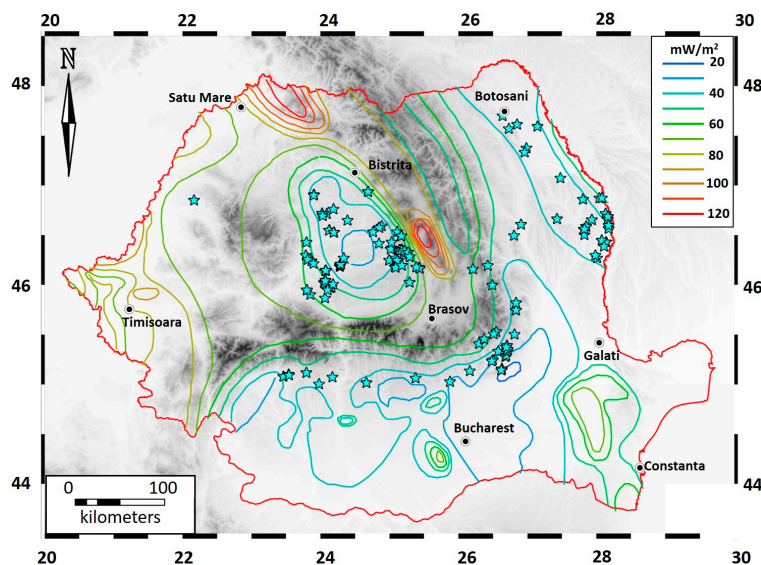 20 22 24 26 28 30
N
mW/m²
20
40
60
80
100
120
48 48
Botosani
Satu Mare
Bistrita
46 46
Timisoara
Brasov
Galati
Bucharest
Constanta
44 44
0 100
kilometers
20 22 24 26 28 30